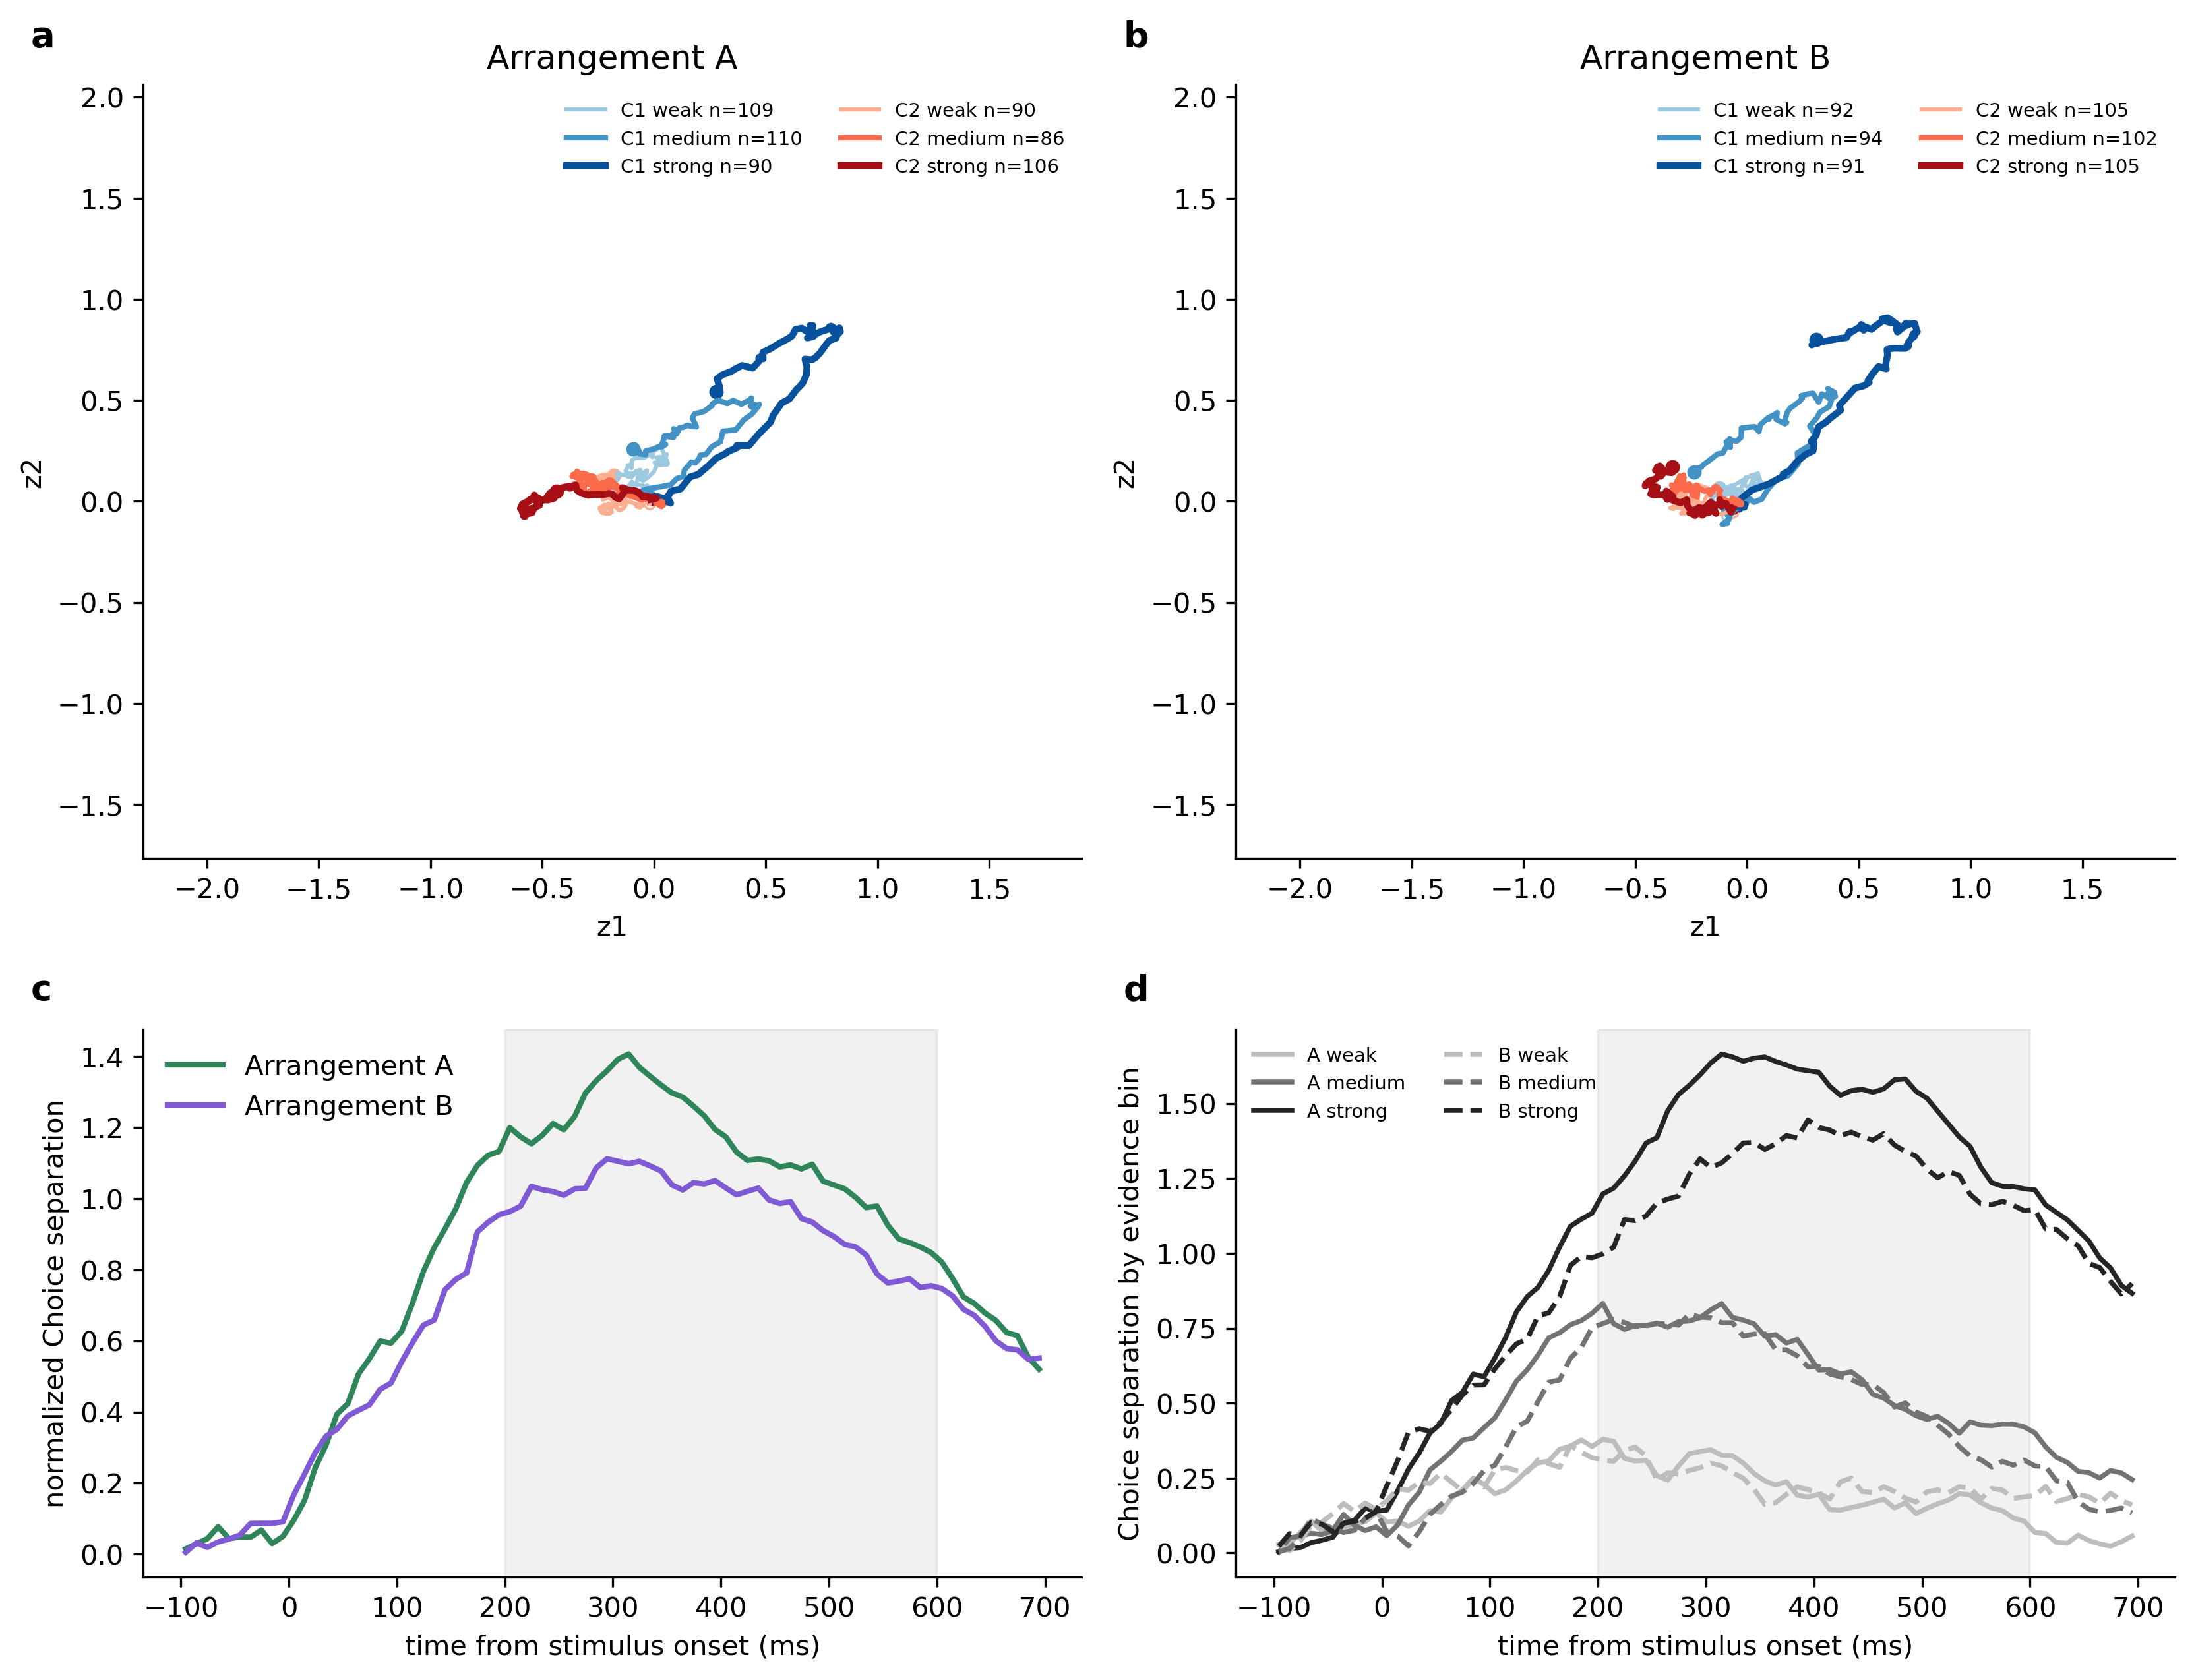 a
Arrangement A
C1 weak n=109
C1 medium n=110
C1 strong n=90
C2 weak n=90
C2 medium n=86
C2 strong n=106
2.0
1.5
1.0
0.5
0.0
−0.5
−1.0
−1.5
z2
−2.0 −1.5 −1.0 −0.5 0.0 0.5 1.0 1.5
z1
b
Arrangement B
C1 weak n=92
C1 medium n=94
C1 strong n=91
C2 weak n=105
C2 medium n=102
C2 strong n=105
2.0
1.5
1.0
0.5
0.0
−0.5
−1.0
−1.5
z2
−2.0 −1.5 −1.0 −0.5 0.0 0.5 1.0 1.5
z1
c
Arrangement A
Arrangement B
1.4
1.2
1.0
0.8
0.6
0.4
0.2
0.0
normalized Choice separation
−100 0 100 200 300 400 500 600 700
time from stimulus onset (ms)
d
A weak
A medium
A strong
B weak
B medium
B strong
1.50
1.25
1.00
0.75
0.50
0.25
0.00
Choice separation by evidence bin
−100 0 100 200 300 400 500 600 700
time from stimulus onset (ms)